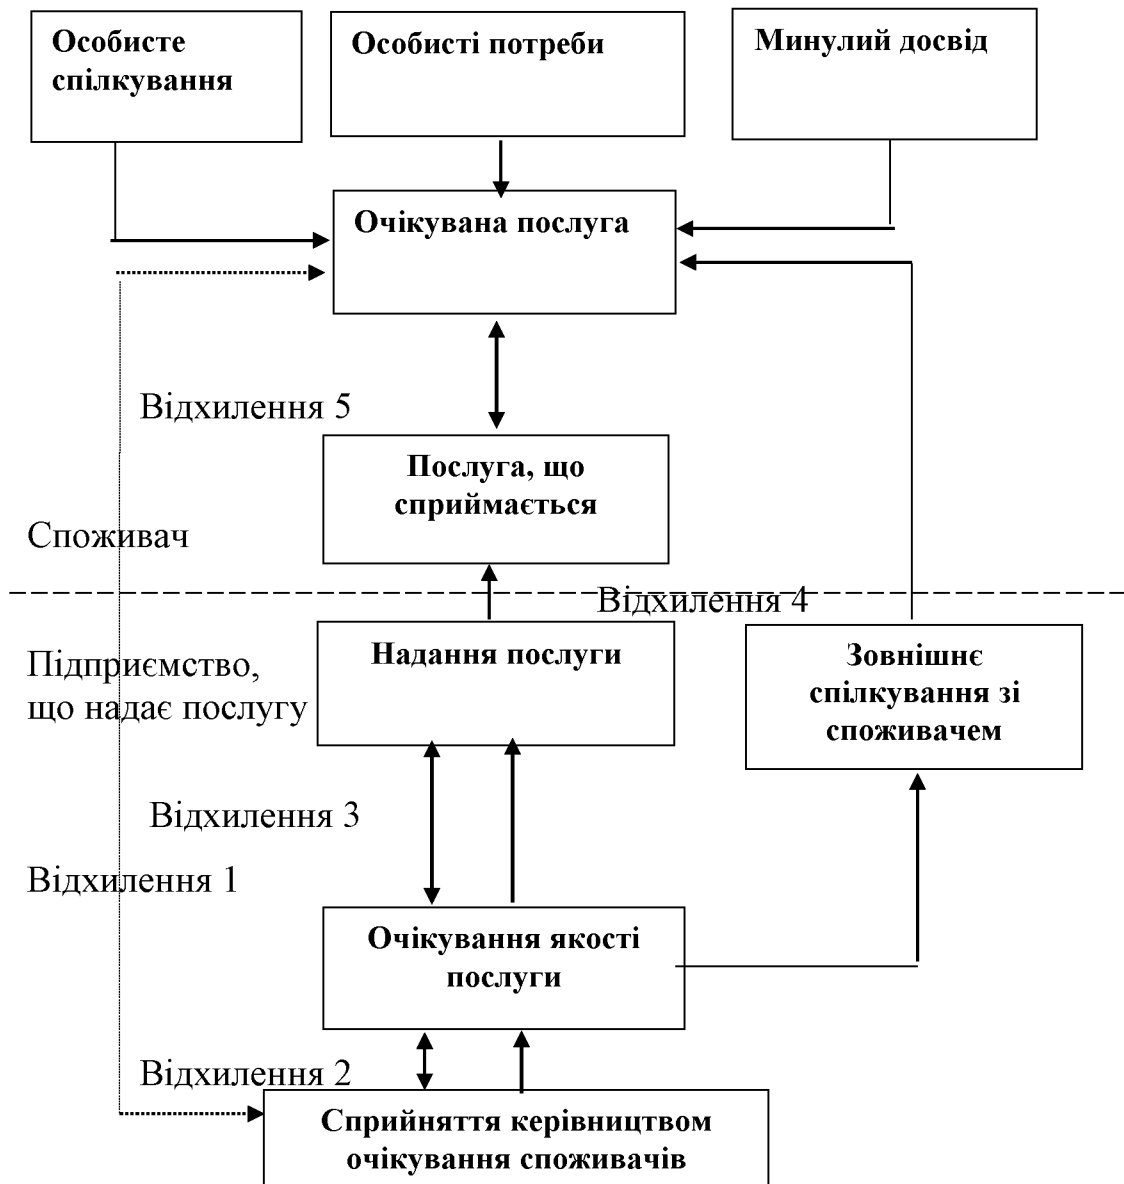 Особисте
спілкування
Особисті потреби
Минулий досвід
Очікувана послуга
Відхилення 5
Послуга, що
сприймається
Споживач
Відхилення 4
Підприємство,
що надає послугу
Надання послуги
Зовнішнє
спілкування зі
споживачем
Відхилення 3
Відхилення 1
Очікування якості
послуги
Відхилення 2
Сприйняття керівництвом
очікування споживачів